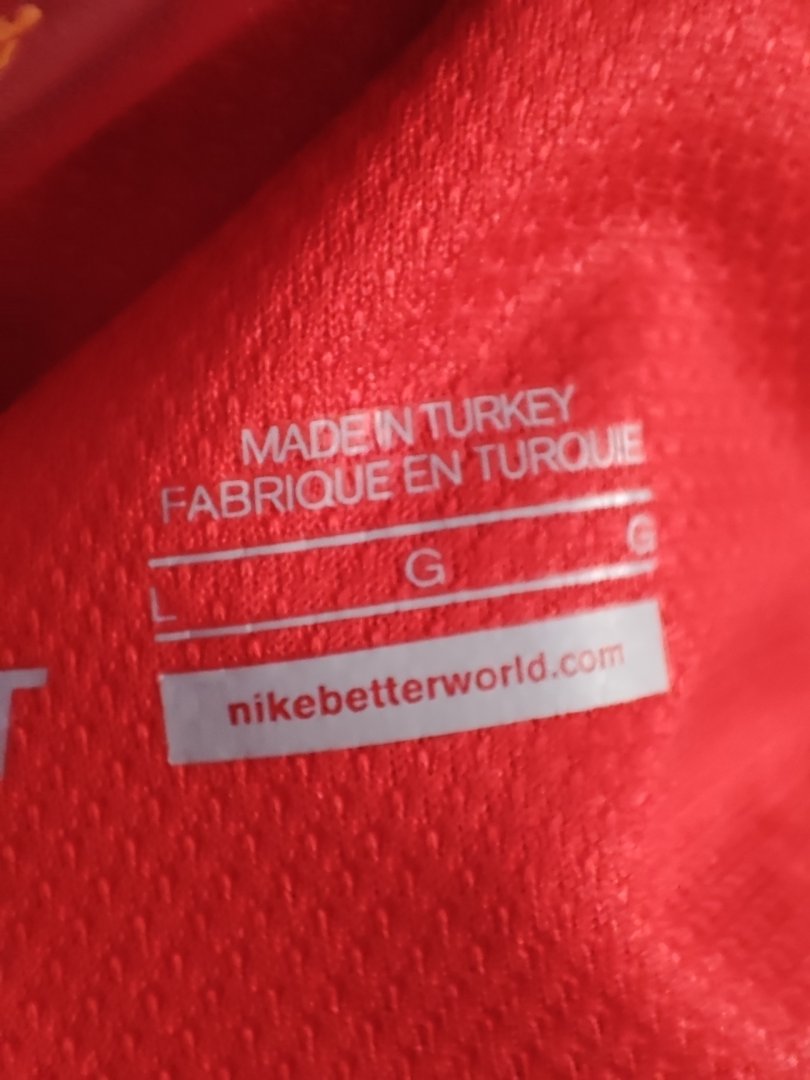 MADE IN TURKEY
FABRIQUE EN TURQUIE
L G G
nikebetterworld.com